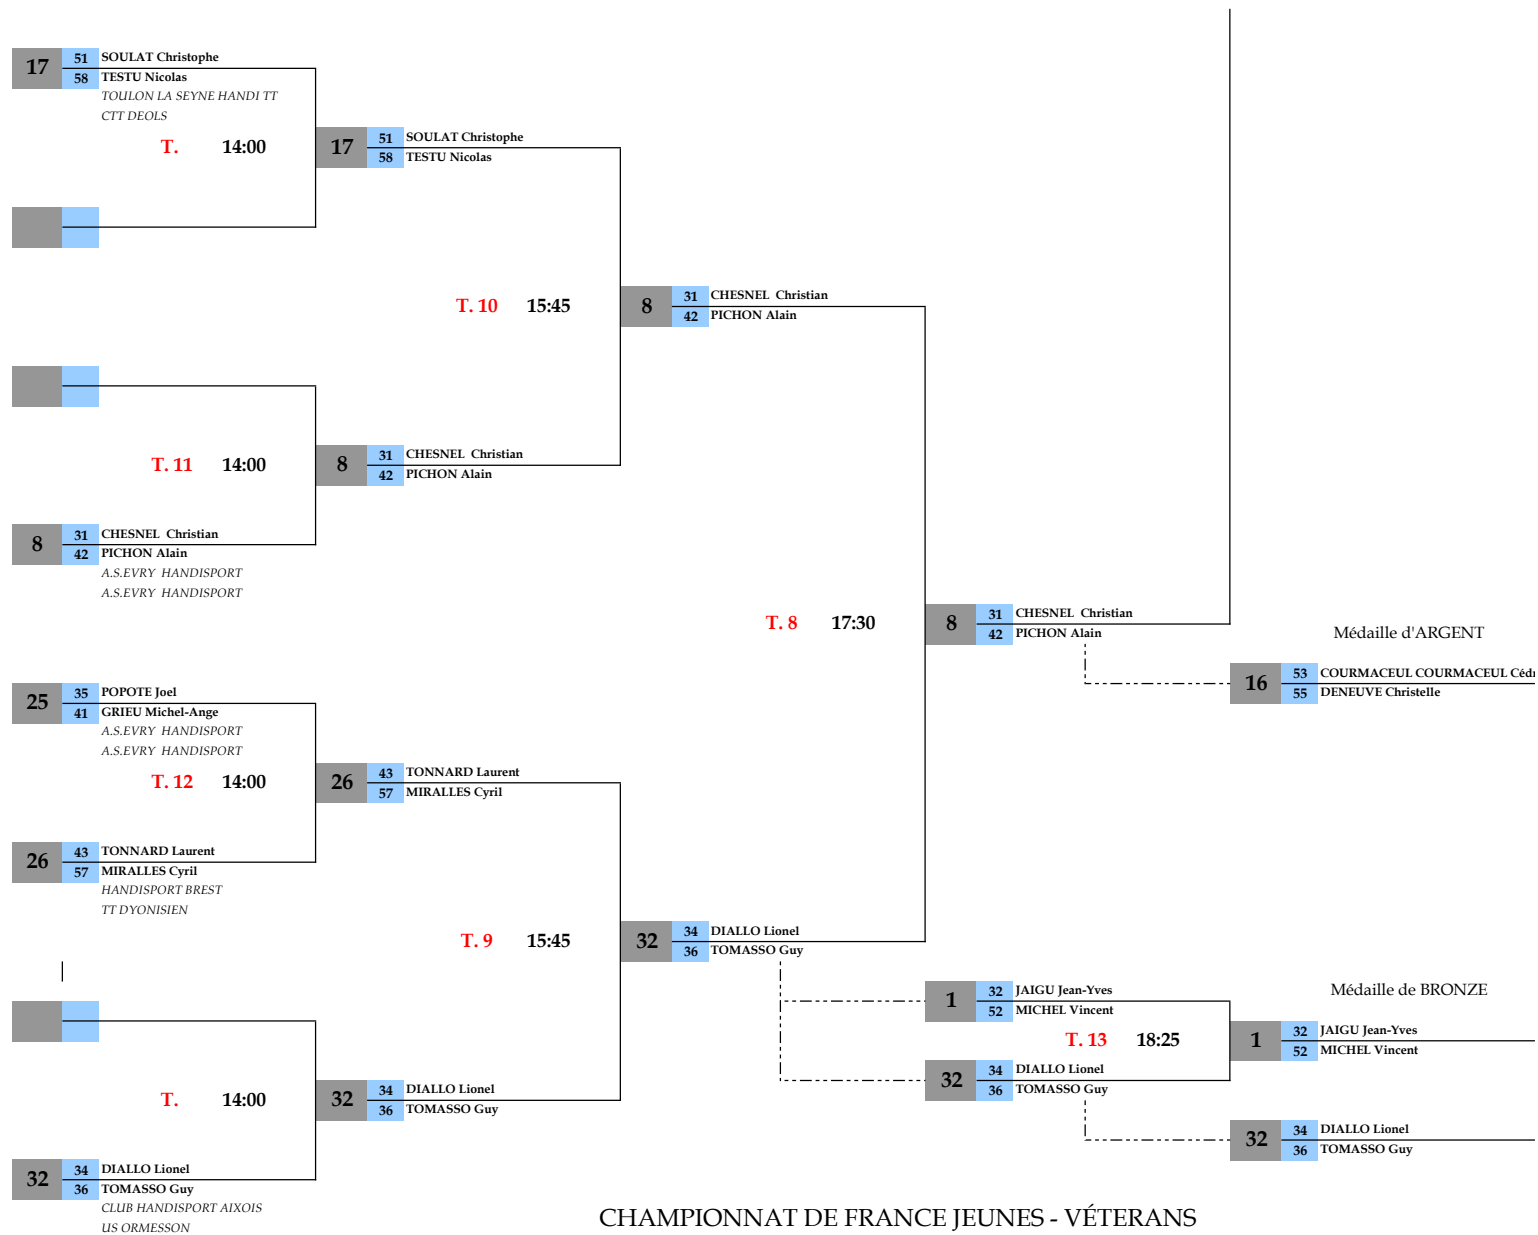 17
51 SOULAT Christophe
58 TESTU Nicolas
TOULON LA SEYNE HANDI TT
CTT DEOLS
T. 14:00
17
51 SOULAT Christophe
58 TESTU Nicolas
T. 10 15:45
8
31 CHESNEL Christian
42 PICHON Alain
T. 11 14:00
8
31 CHESNEL Christian
42 PICHON Alain
8
31 CHESNEL Christian
42 PICHON Alain
A.S.EVRY HANDISPORT
A.S.EVRY HANDISPORT
T. 8 17:30
8
31 CHESNEL Christian
42 PICHON Alain
Médaille d'ARGENT
16
53 COURMACEUL COURMACEUL Cédr
55 DENEUVE Christelle
25
35 POPOTE Joel
41 GRIEU Michel-Ange
A.S.EVRY HANDISPORT
A.S.EVRY HANDISPORT
T. 12 14:00
26
43 TONNARD Laurent
57 MIRALLES Cyril
26
43 TONNARD Laurent
57 MIRALLES Cyril
HANDISPORT BREST
TT DYONISIEN
T. 9 15:45
32
34 DIALLO Lionel
36 TOMASSO Guy
1
32 JAIGU Jean-Yves
52 MICHEL Vincent
Médaille de BRONZE
T. 13 18:25
1
32 JAIGU Jean-Yves
52 MICHEL Vincent
32
34 DIALLO Lionel
36 TOMASSO Guy
T. 14:00
32
34 DIALLO Lionel
36 TOMASSO Guy
32
34 DIALLO Lionel
36 TOMASSO Guy
32
34 DIALLO Lionel
36 TOMASSO Guy
CLUB HANDISPORT AIXOIS
US ORMESSON
CHAMPIONNAT DE FRANCE JEUNES - VÉTERANS